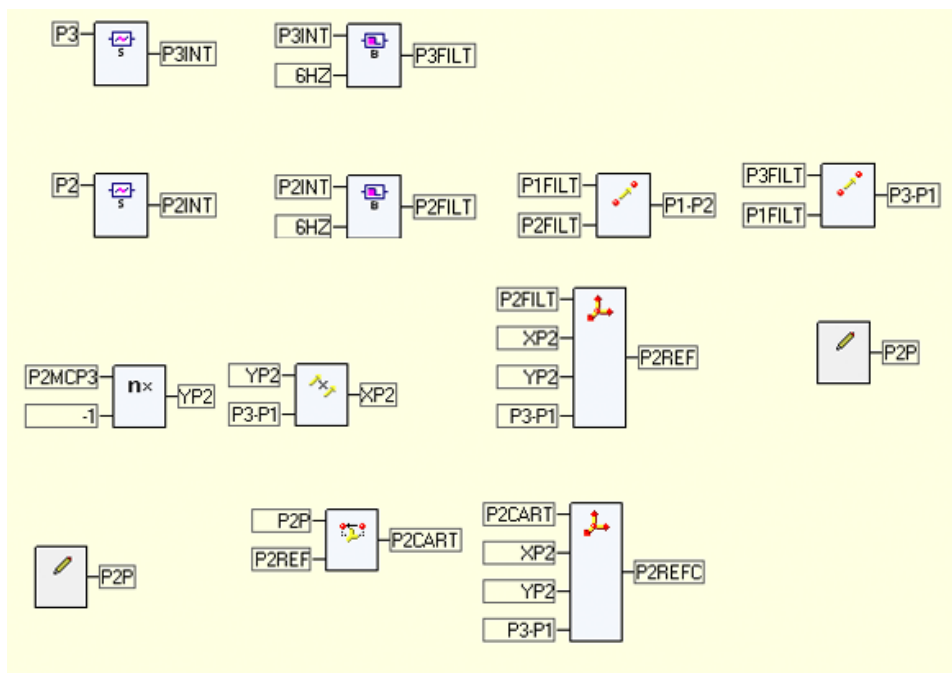 P3
S
P3INT
P3INT
6HZ
B
P3FILT
P2
S
P2INT
P2INT
6HZ
B
P2FILT
P1FILT
P2FILT
P1-P2
P3FILT
P1FILT
P3-P1
P2MCP3
-1
n×
YP2
YP2
P3-P1
×
XP2
P2FILT
XP2
YP2
P3-P1
P2REF
P2P
P2P
P2P
P2REF
P2CART
P2CART
XP2
YP2
P3-P1
P2REFC